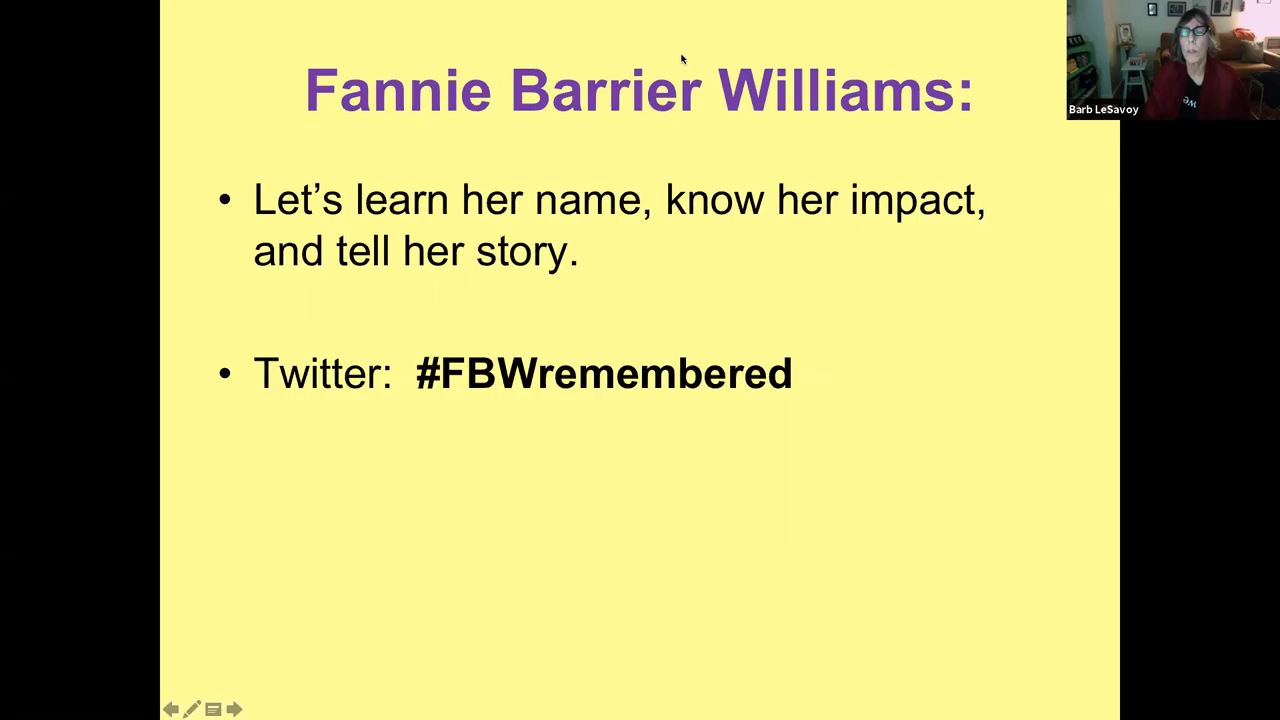 Fannie Barrier Williams:
• Let’s learn her name, know her impact,
and tell her story.
• Twitter: #FBWremembered
Barb LeSavoy